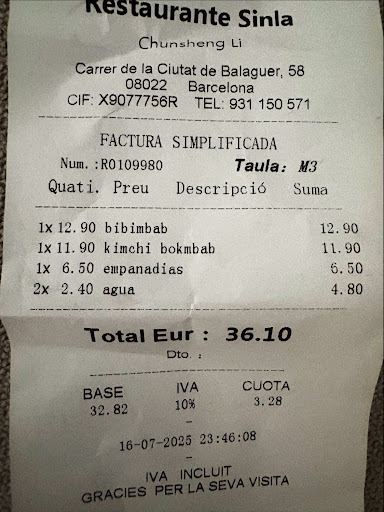 Restaurante Sinla
Chunsheng Li
Carrer de la Ciutat de Balaguer, 58
08022 Barcelona
CIF: X9077756R TEL: 931 150 571
FACTURA SIMPLIFICADA
Num.:R0109980 Taula: M3
Quati. Preu Descripció Suma
1x 12.90 bibimbab 12.90
1x 11.90 kimchi bokmbab 11.90
1x 6.50 empanadias 6.50
2x 2.40 agua 4.80
Total Eur : 36.10
Dto. :
BASE IVA CUOTA
32.82 10% 3.28
16-07-2025 23:46:08
IVA INCLUIT
GRACIES PER LA SEVA VISITA